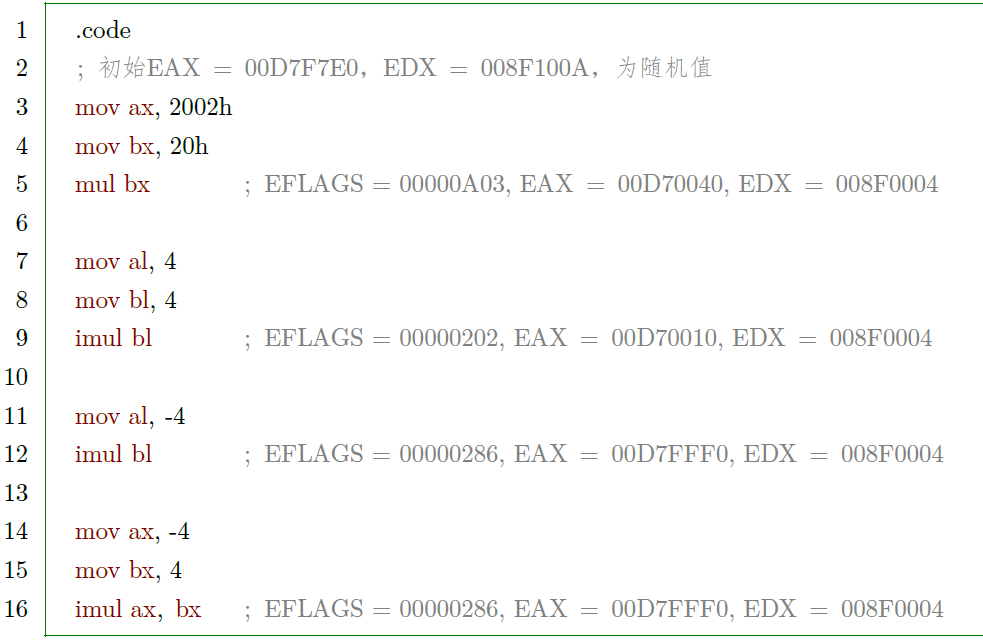 1 .code
2 ; 初始EAX = 00D7F7E0，EDX = 008F100A，为随机值
3 mov ax, 2002h
4 mov bx, 20h
5 mul bx ; EFLAGS = 00000A03, EAX = 00D70040, EDX = 008F0004
6
7 mov al, 4
8 mov bl, 4
9 imul bl ; EFLAGS = 00000202, EAX = 00D70010, EDX = 008F0004
10
11 mov al, -4
12 imul bl ; EFLAGS = 00000286, EAX = 00D7FFF0, EDX = 008F0004
13
14 mov ax, -4
15 mov bx, 4
16 imul ax, bx ; EFLAGS = 00000286, EAX = 00D7FFF0, EDX = 008F0004